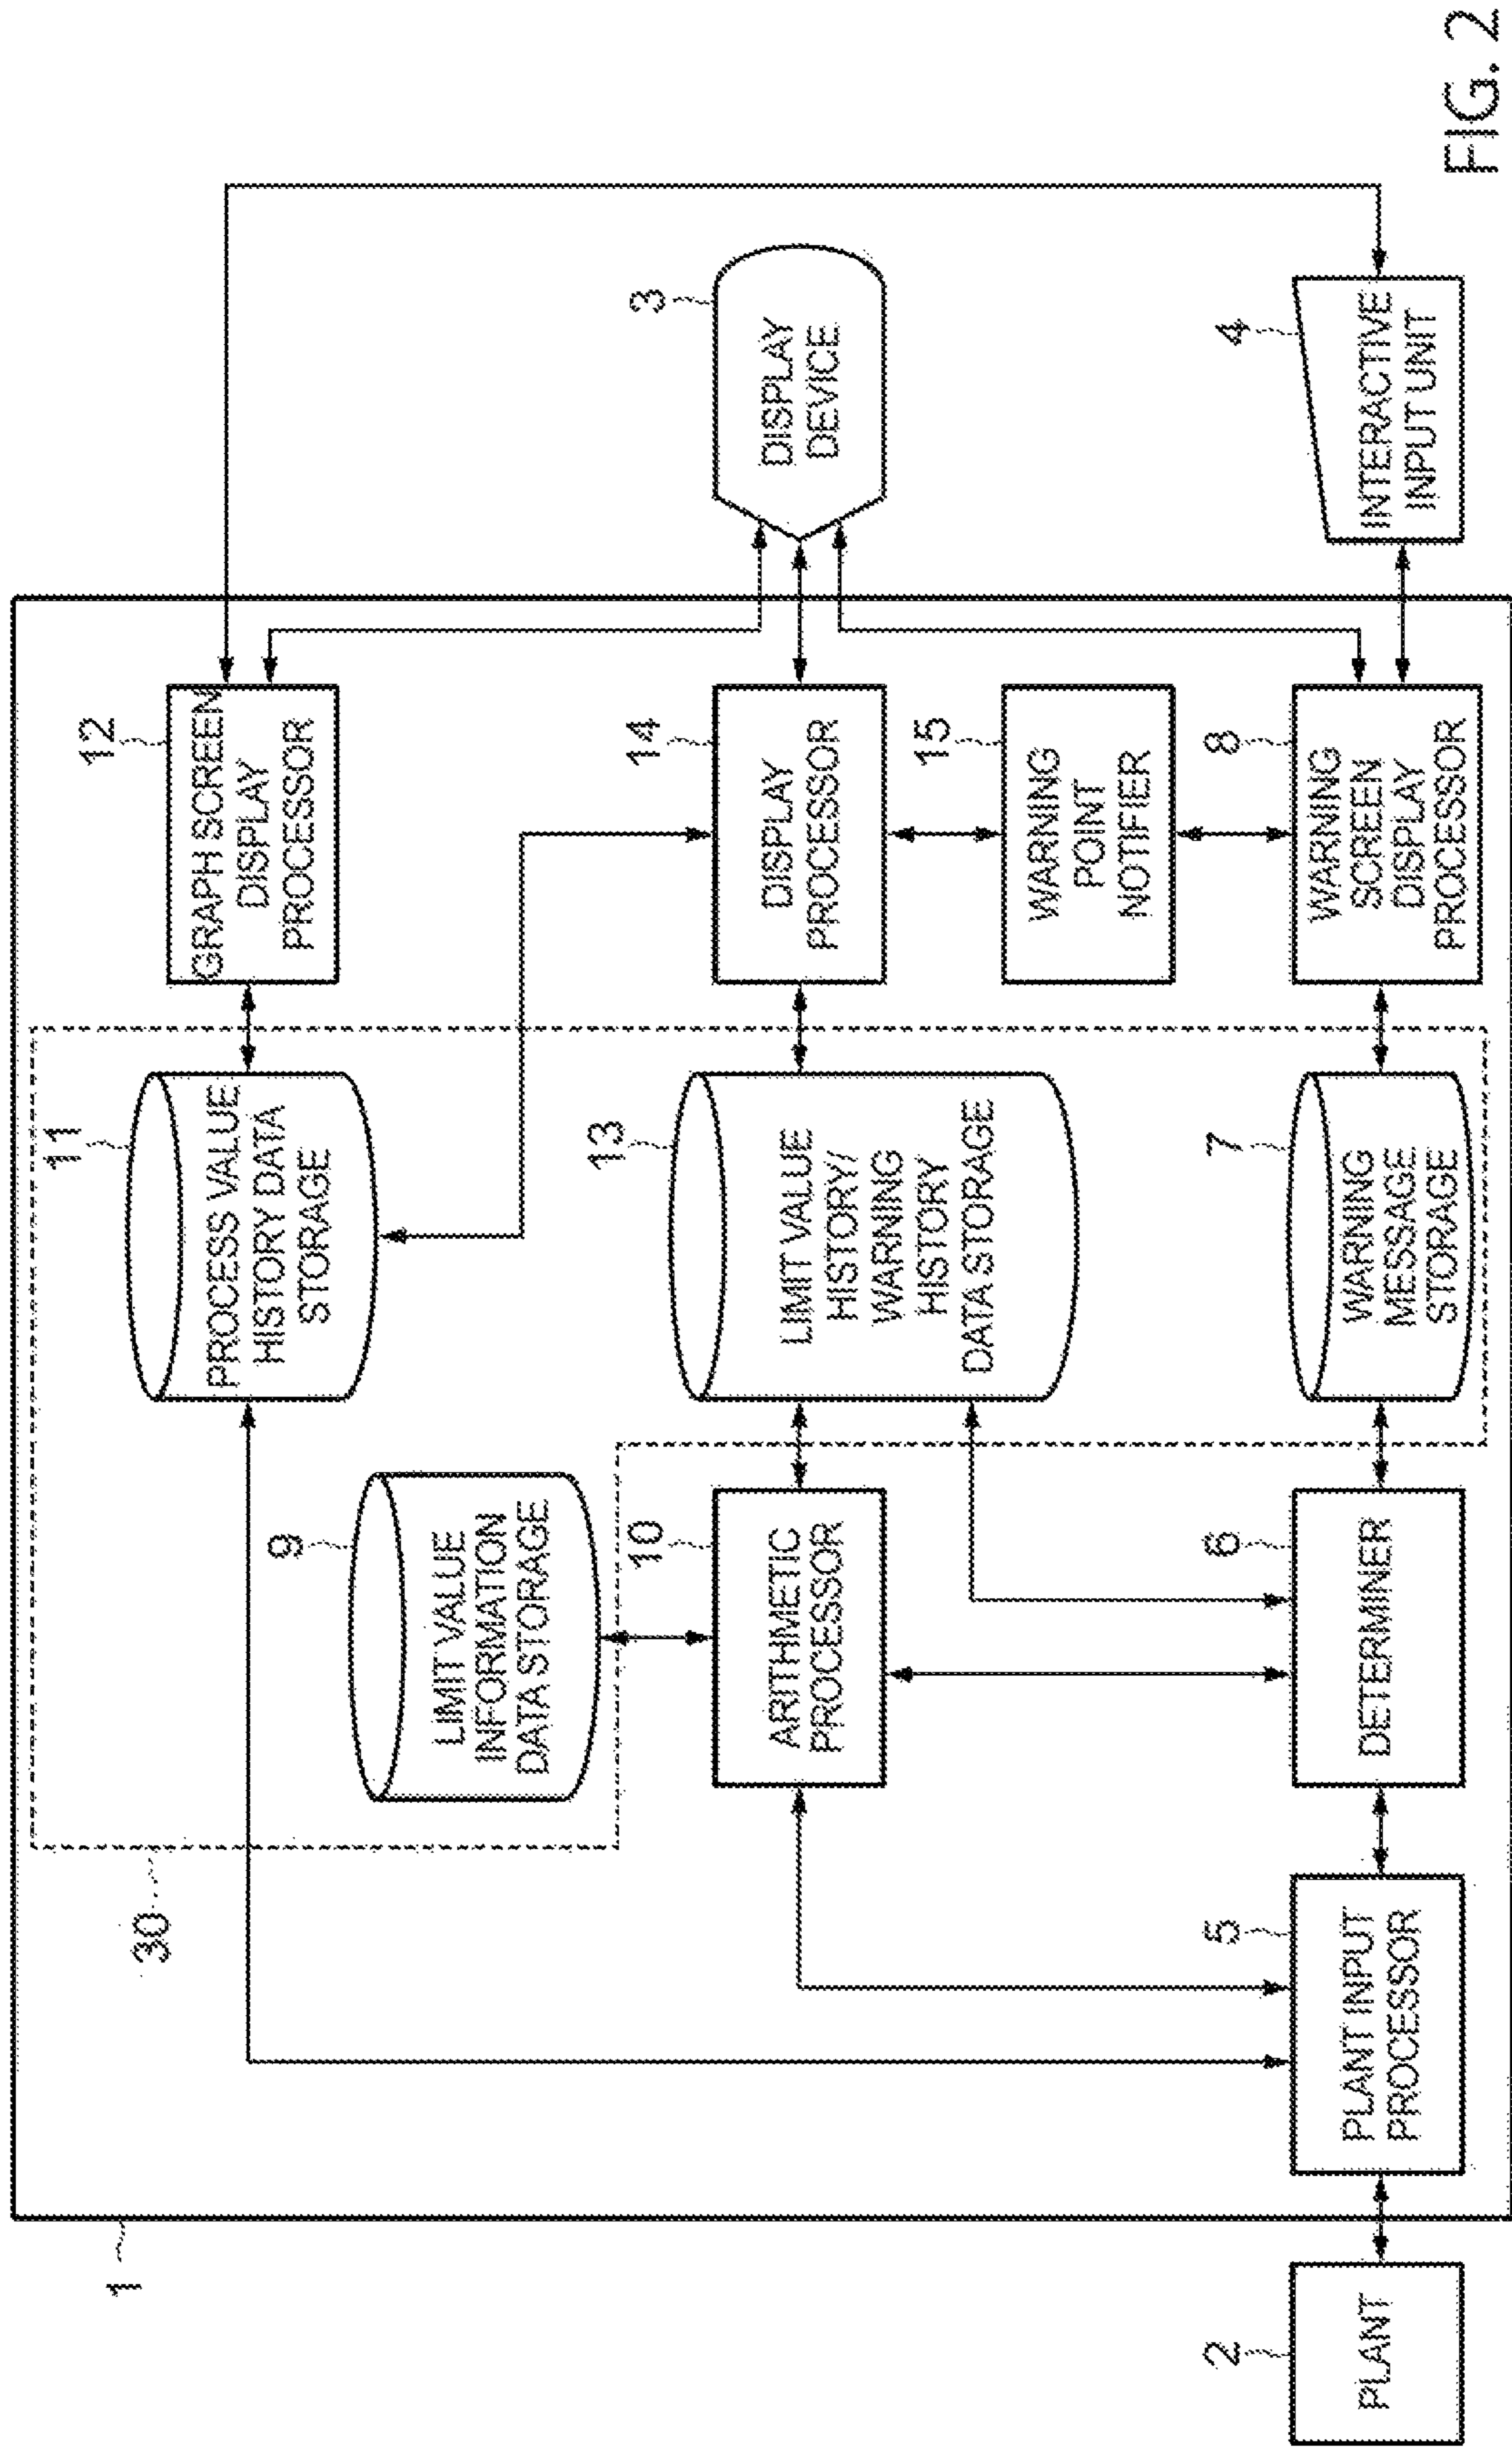 1
30
11
PROCESS VALUE
HISTORY DATA
STORAGE
12
GRAPH SCREEN
DISPLAY
PROCESSOR
9
LIMIT VALUE
INFORMATION
DATA STORAGE
10
ARITHMETIC
PROCESSOR
13
LIMIT VALUE
HISTORY/
WARNING
HISTORY
DATA STORAGE
14
DISPLAY
PROCESSOR
3
DISPLAY
DEVICE
15
WARNING
POINT
NOTIFIER
2
PLANT
5
PLANT INPUT
PROCESSOR
6
DETERMINER
7
WARNING
MESSAGE
STORAGE
8
WARNING
SCREEN
DISPLAY
PROCESSOR
4
INTERACTIVE
INPUT UNIT
FIG. 2